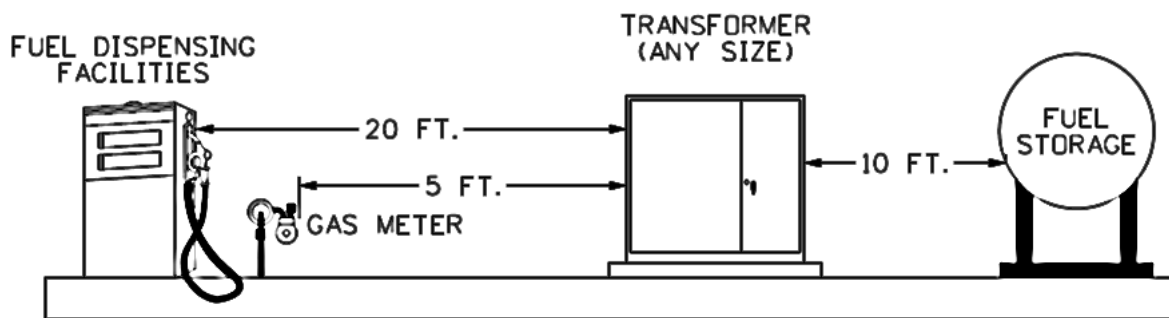 TRANSFORMER
(ANY SIZE)
FUEL DISPENSING
FACILITIES
20 FT.
FUEL
STORAGE
10 FT.
5 FT.
GAS METER